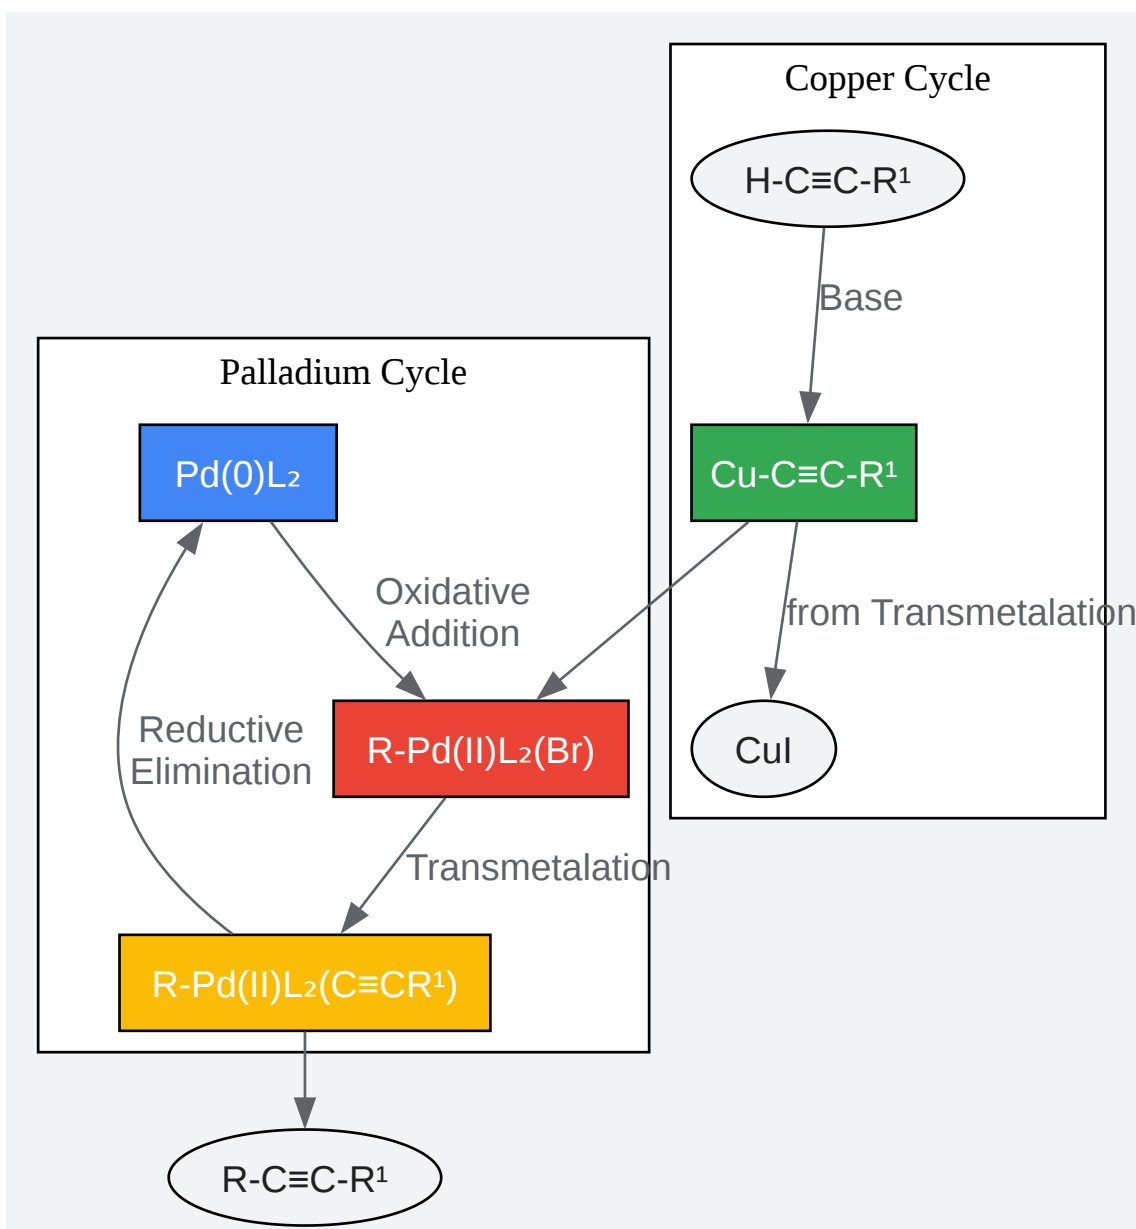 Copper Cycle
H-C≡C-R¹
Base
Palladium Cycle
Pd(0)L₂
Cu-C≡C-R¹
Oxidative
Addition
from Transmetalation
Reductive
Elimination
R-Pd(II)L₂(Br)
CuI
Transmetalation
R-Pd(II)L₂(C≡CR¹)
R-C≡C-R¹